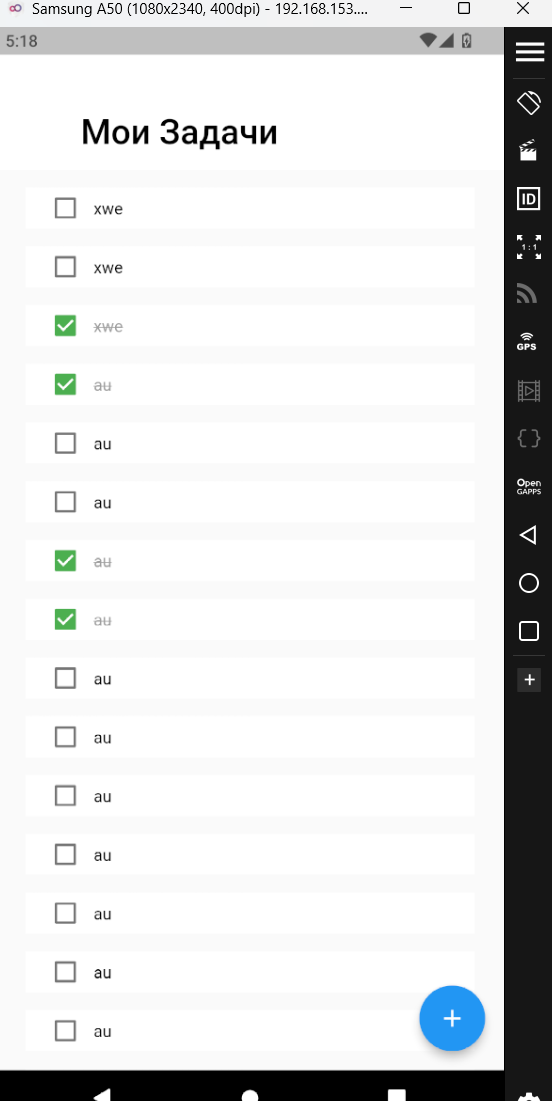 Samsung A50 (1080x2340, 400dpi) - 192.168.153....
5:18
Мои Задачи
xwe
xwe
xwe
au
au
au
au
au
au
au
au
au
au
au
au
ID
1:1
GPS
Open
GAPPS